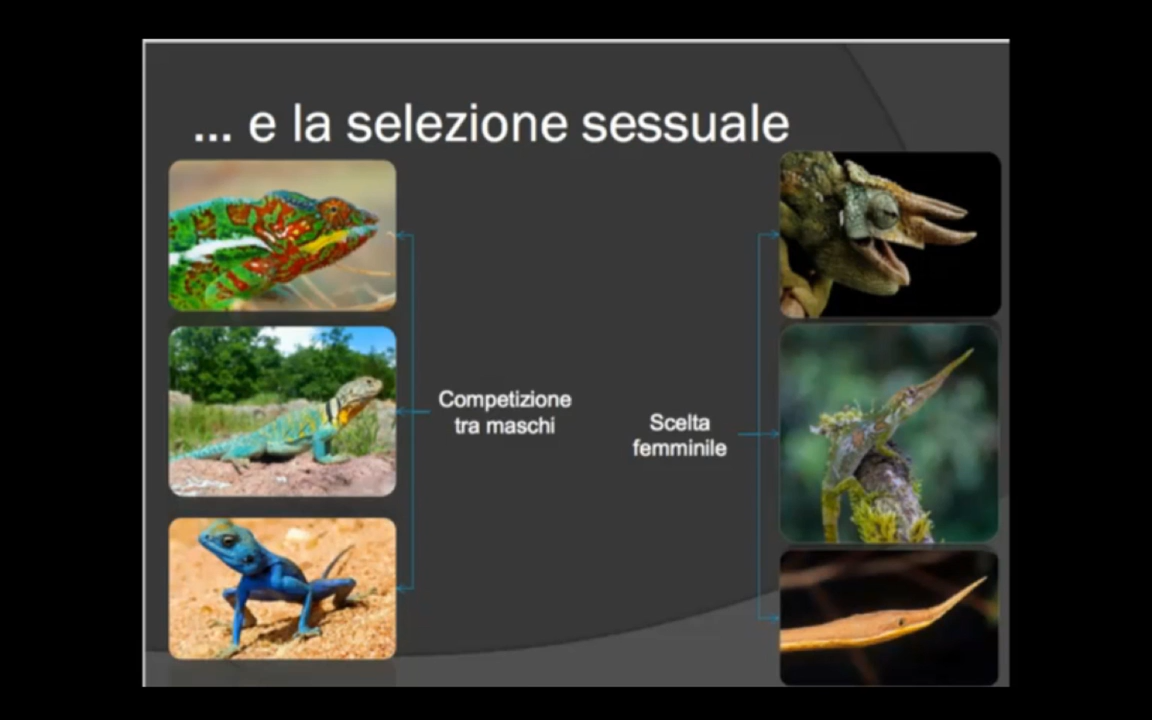 ... e la selezione sessuale
Competizione
tra maschi
Scelta
femminile